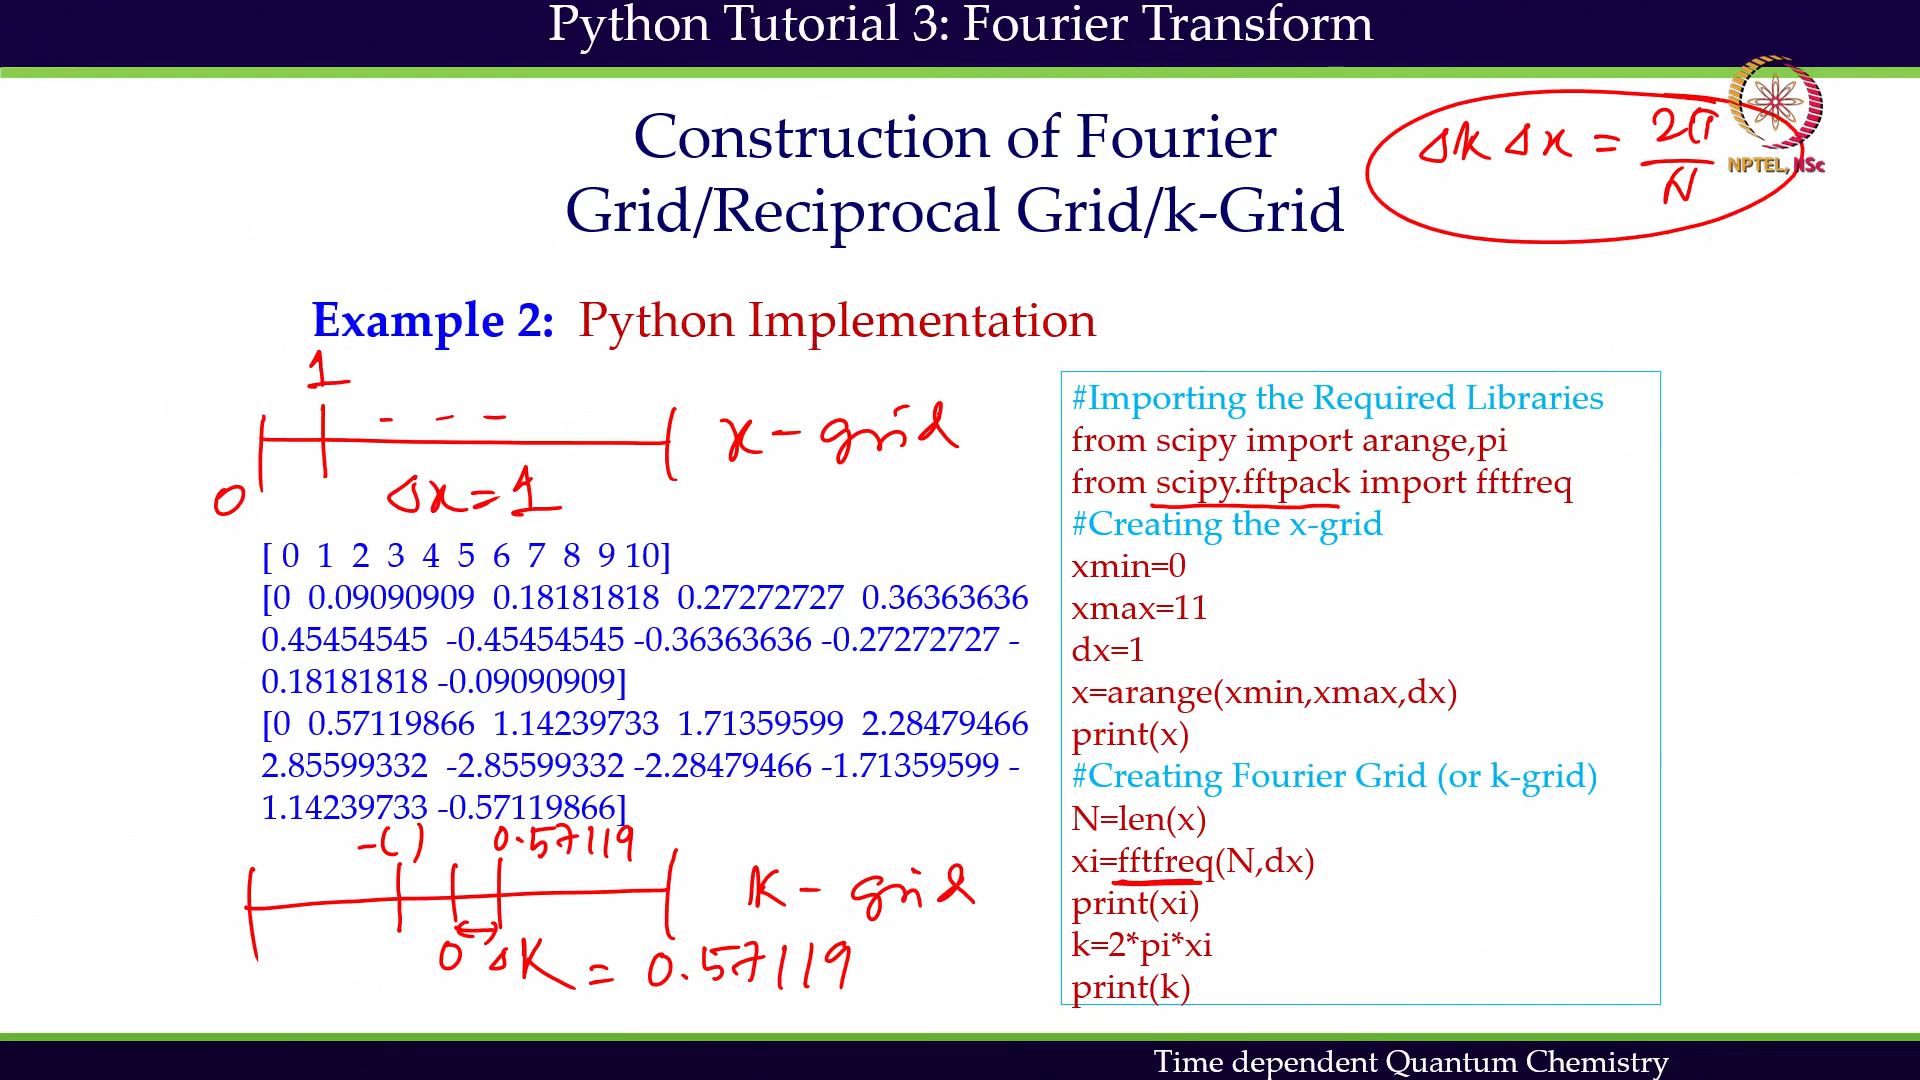 Python Tutorial 3: Fourier Transform
NPTEL, IISc
Construction of Fourier
Grid/Reciprocal Grid/k-Grid
Δk Δx = 2π/N
Example 2: Python Implementation
1
0
Δx = 1
x - grid
[ 0 1 2 3 4 5 6 7 8 9 10]
[0 0.09090909 0.18181818 0.27272727 0.36363636
0.45454545 -0.45454545 -0.36363636 -0.27272727 -
0.18181818 -0.09090909]
[0 0.57119866 1.14239733 1.71359599 2.28479466
2.85599332 -2.85599332 -2.28479466 -1.71359599 -
1.14239733 -0.57119866]
-( ) 0.57119
k - grid
0 Δk = 0.57119
#Importing the Required Libraries
from scipy import arange,pi
from scipy.fftpack import fftfreq
#Creating the x-grid
xmin=0
xmax=11
dx=1
x=arange(xmin,xmax,dx)
print(x)
#Creating Fourier Grid (or k-grid)
N=len(x)
xi=fftfreq(N,dx)
print(xi)
k=2*pi*xi
print(k)
Time dependent Quantum Chemistry